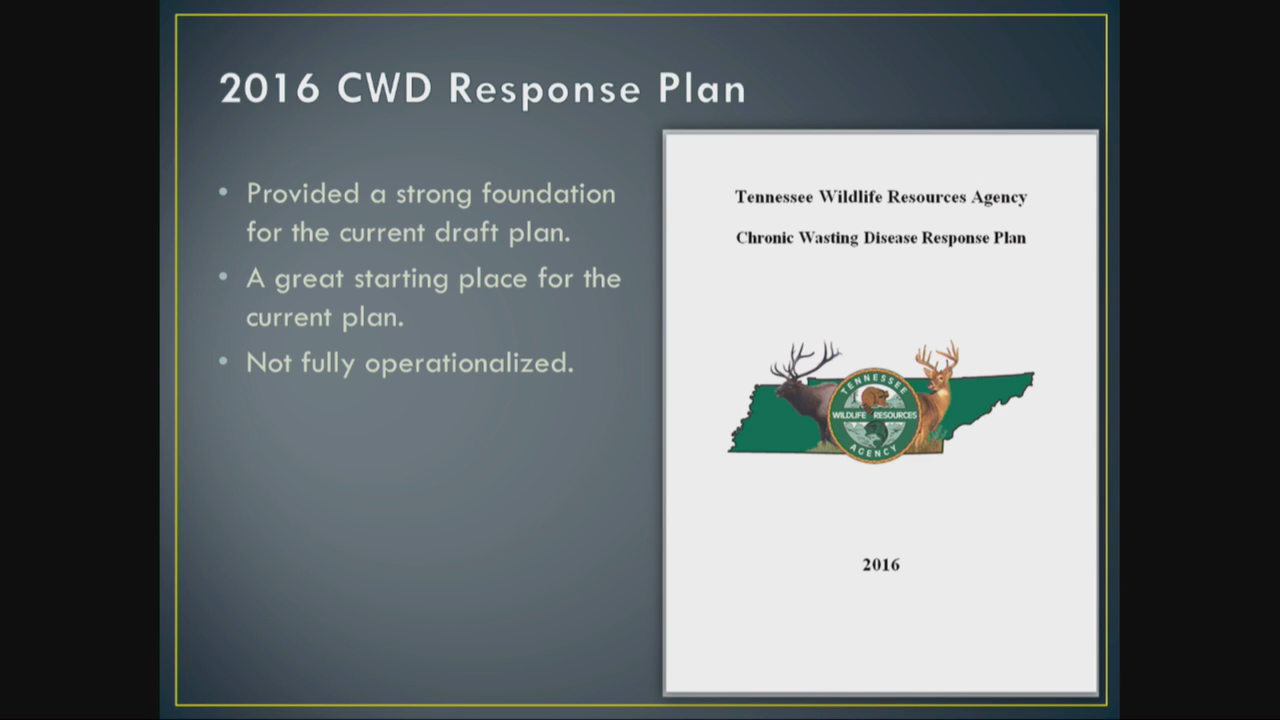 2016 CWD Response Plan
• Provided a strong foundation
for the current draft plan.
• A great starting place for the
current plan.
• Not fully operationalized.
Tennessee Wildlife Resources Agency
Chronic Wasting Disease Response Plan
TENNESSEE
WILDLIFE RESOURCES
AGENCY
2016